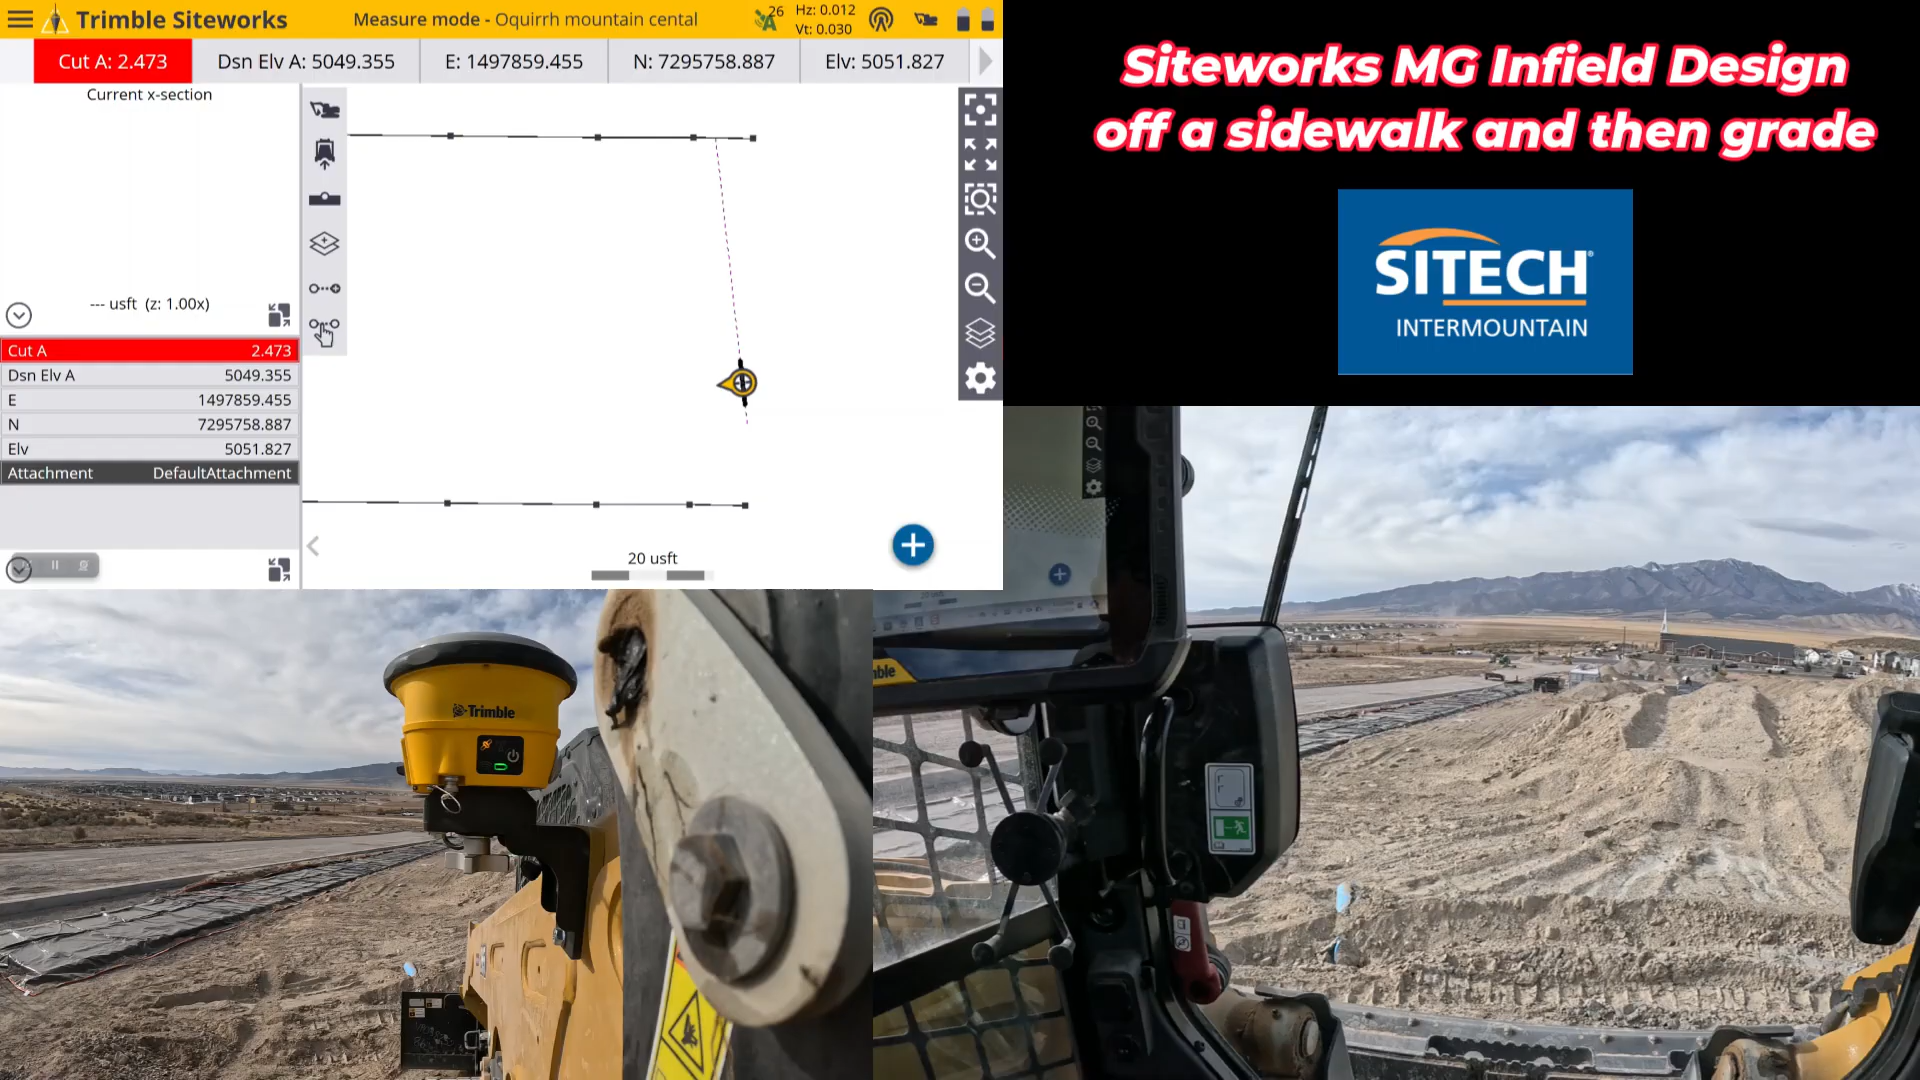 Trimble Siteworks
Measure mode - Oquirrh mountain cental
26
Hz: 0.012
Vt: 0.030
Cut A: 2.473
Dsn Elv A: 5049.355
E: 1497859.455
N: 7295758.887
Elv: 5051.827
Current x-section
--- usft (z: 1.00x)
Cut A 2.473
Dsn Elv A 5049.355
E 1497859.455
N 7295758.887
Elv 5051.827
Attachment DefaultAttachment
20 usft
Siteworks MG Infield Design
off a sidewalk and then grade
SITECH®
INTERMOUNTAIN
Trimble
mble